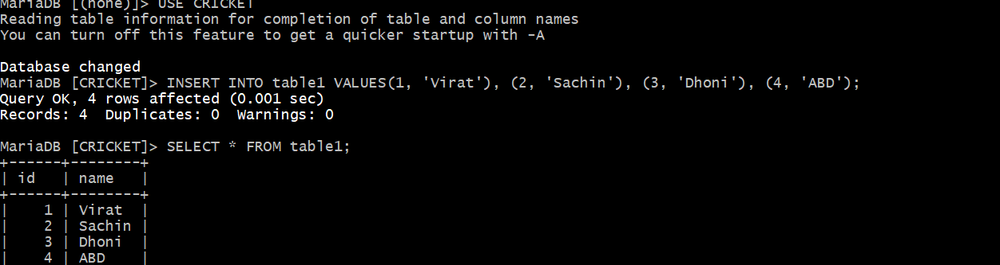 MariaDB [(none)]> USE CRICKET
Reading table information for completion of table and column names
You can turn off this feature to get a quicker startup with -A
Database changed
MariaDB [CRICKET]> INSERT INTO table1 VALUES(1, 'Virat'), (2, 'Sachin'), (3, 'Dhoni'), (4, 'ABD');
Query OK, 4 rows affected (0.001 sec)
Records: 4  Duplicates: 0  Warnings: 0
MariaDB [CRICKET]> SELECT * FROM table1;
+------+--------+
| id   | name   |
+------+--------+
|    1 | Virat  |
|    2 | Sachin |
|    3 | Dhoni  |
|    4 | ABD    |